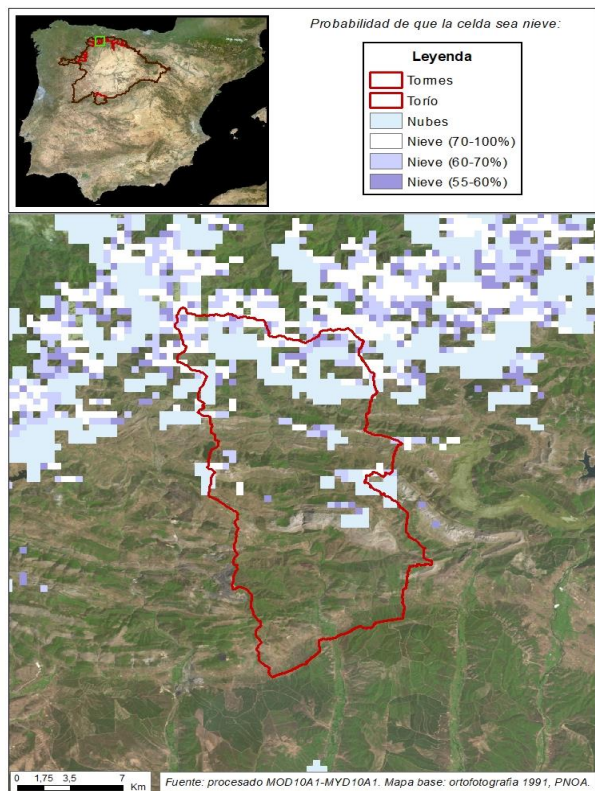 Probabilidad de que la celda sea nieve:
Leyenda
Tormes
Torío
Nubes
Nieve (70-100%)
Nieve (60-70%)
Nieve (55-60%)
0 1,75 3,5 7
Km
Fuente: procesado MOD10A1-MYD10A1. Mapa base: ortofotografia 1991, PNOA.